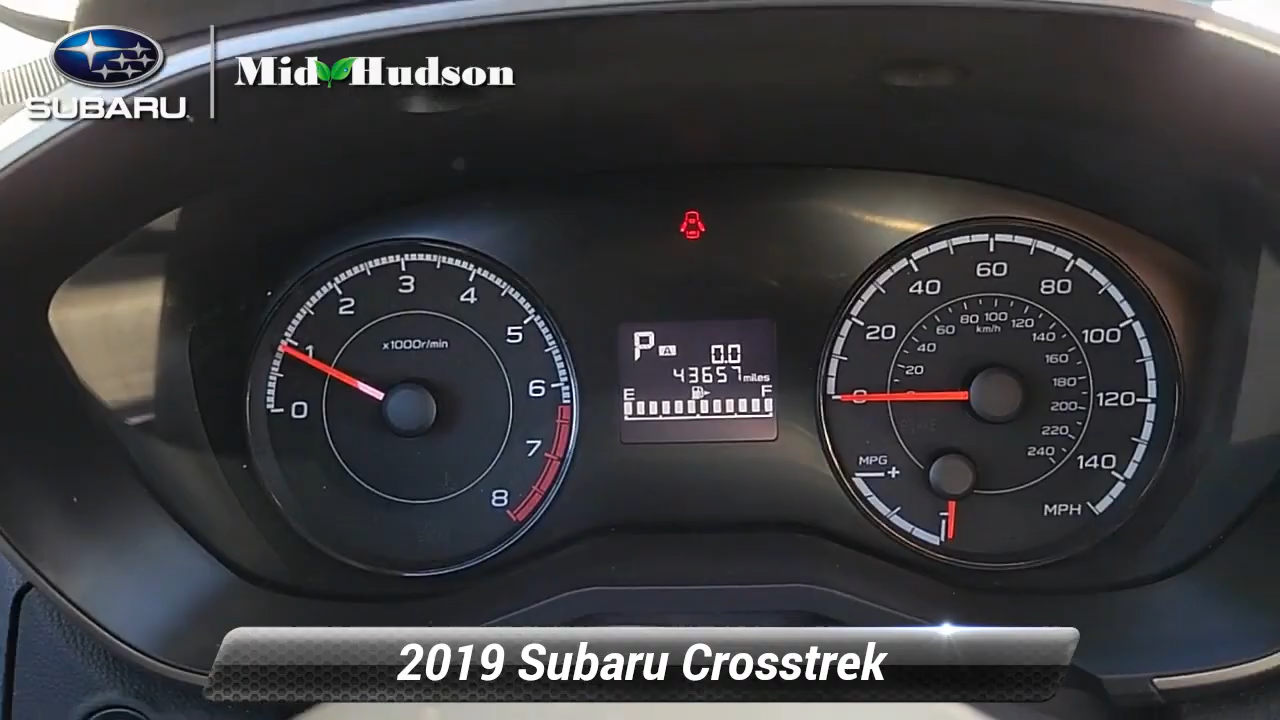 SUBARU
Mid Hudson
0 1 2 3 4 5 6 7 8
x1000r/min
P A 0.0
43657 miles
E F
0 20 40 60 80 100 120 140
MPH
20 40 60 80 100 120 140 160 180 200 220 240
km/h
MPG
+
-
2019 Subaru Crosstrek